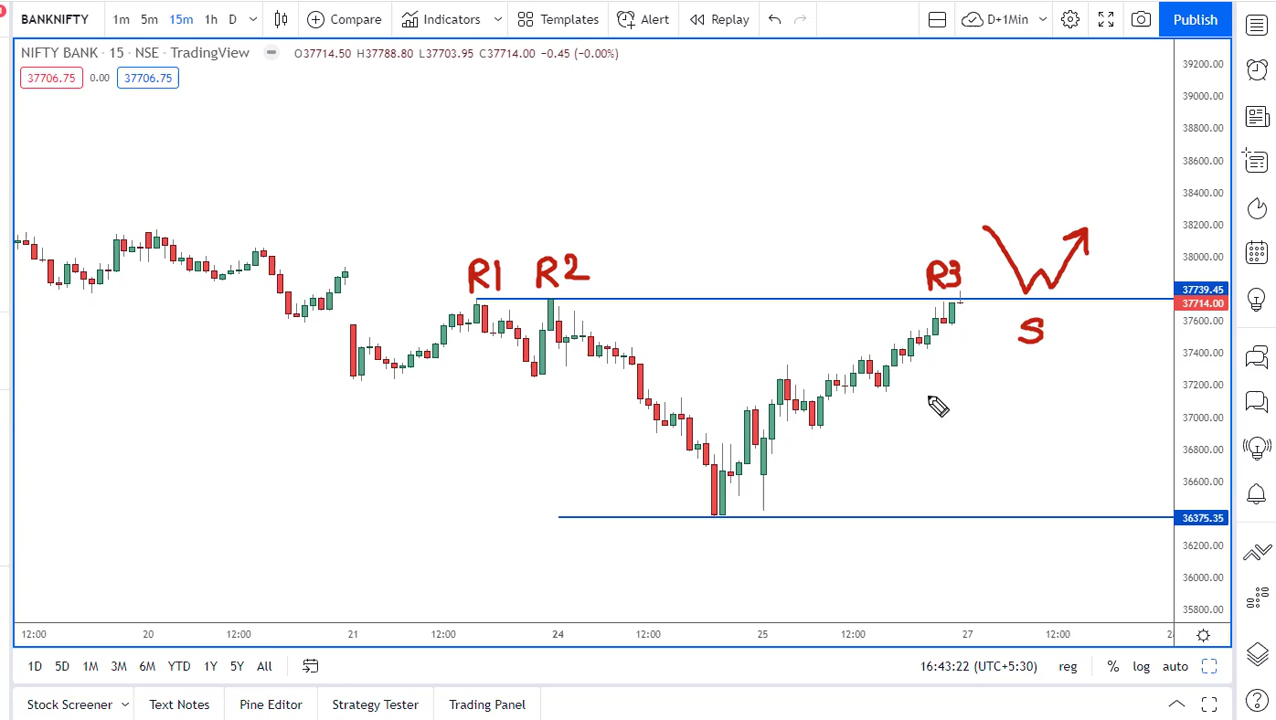 BANKNIFTY 1m 5m 15m 1h D Compare Indicators Templates Alert Replay D+1Min Publish
NIFTY BANK · 15 · NSE · TradingView O37714.50 H37788.80 L37703.95 C37714.00 −0.45 (−0.00%)
37706.75 0.00 37706.75
39200.00
39000.00
38800.00
38600.00
38400.00
38200.00
38000.00
R1 R2 R3
37739.45
37714.00
S
37600.00
37400.00
37200.00
37000.00
36800.00
36600.00
36375.35
36200.00
36000.00
35800.00
12:00 20 12:00 21 12:00 24 12:00 25 12:00 27 12:00
1D 5D 1M 3M 6M YTD 1Y 5Y All 16:43:22 (UTC+5:30) reg % log auto
Stock Screener Text Notes Pine Editor Strategy Tester Trading Panel